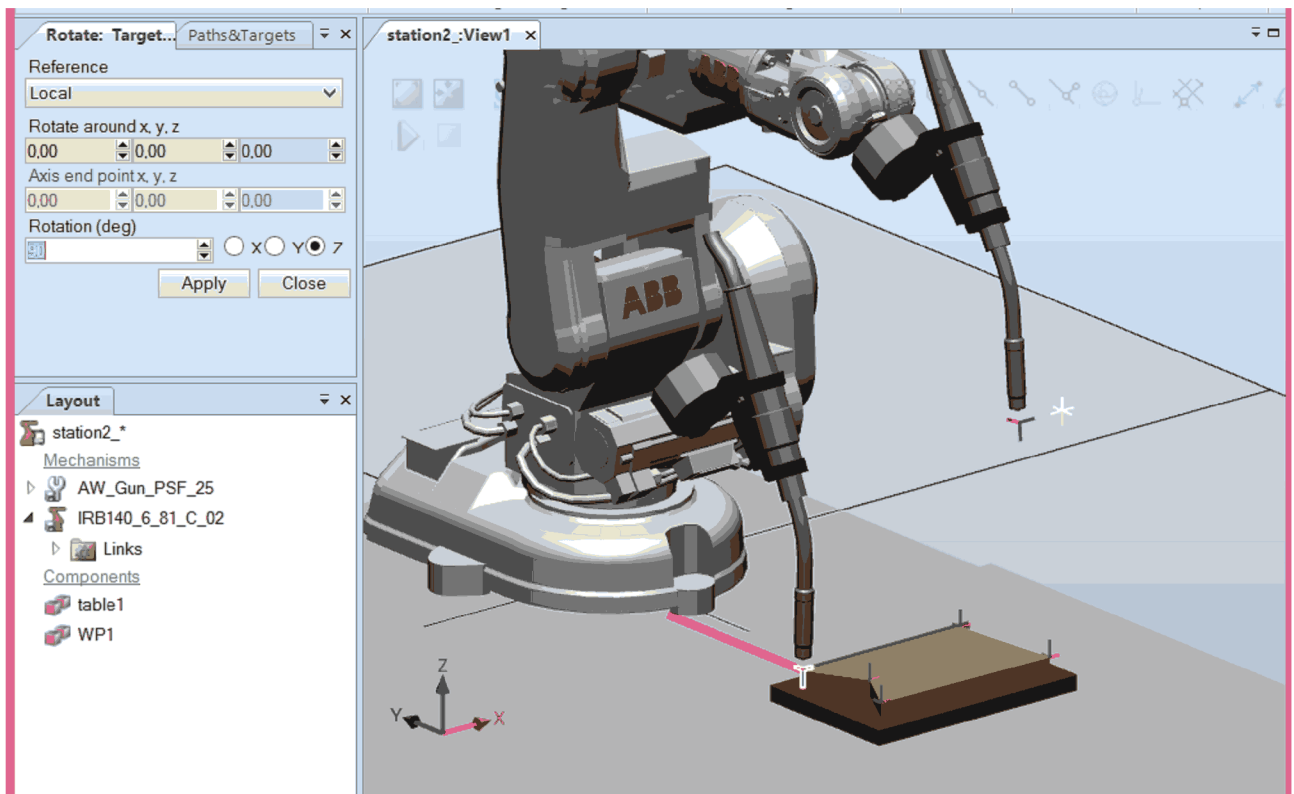 Rotate: Target...
Paths&Targets
Reference
Local
Rotate around x, y, z
0,00 0,00 0,00
Axis end point x, y, z
0,00 0,00 0,00
Rotation (deg)
90 X Y Z
Apply Close
Layout
station2_*
Mechanisms
AW_Gun_PSF_25
IRB140_6_81_C_02
Links
Components
table1
WP1
station2_:View1
ABB
ABB
Z
Y X